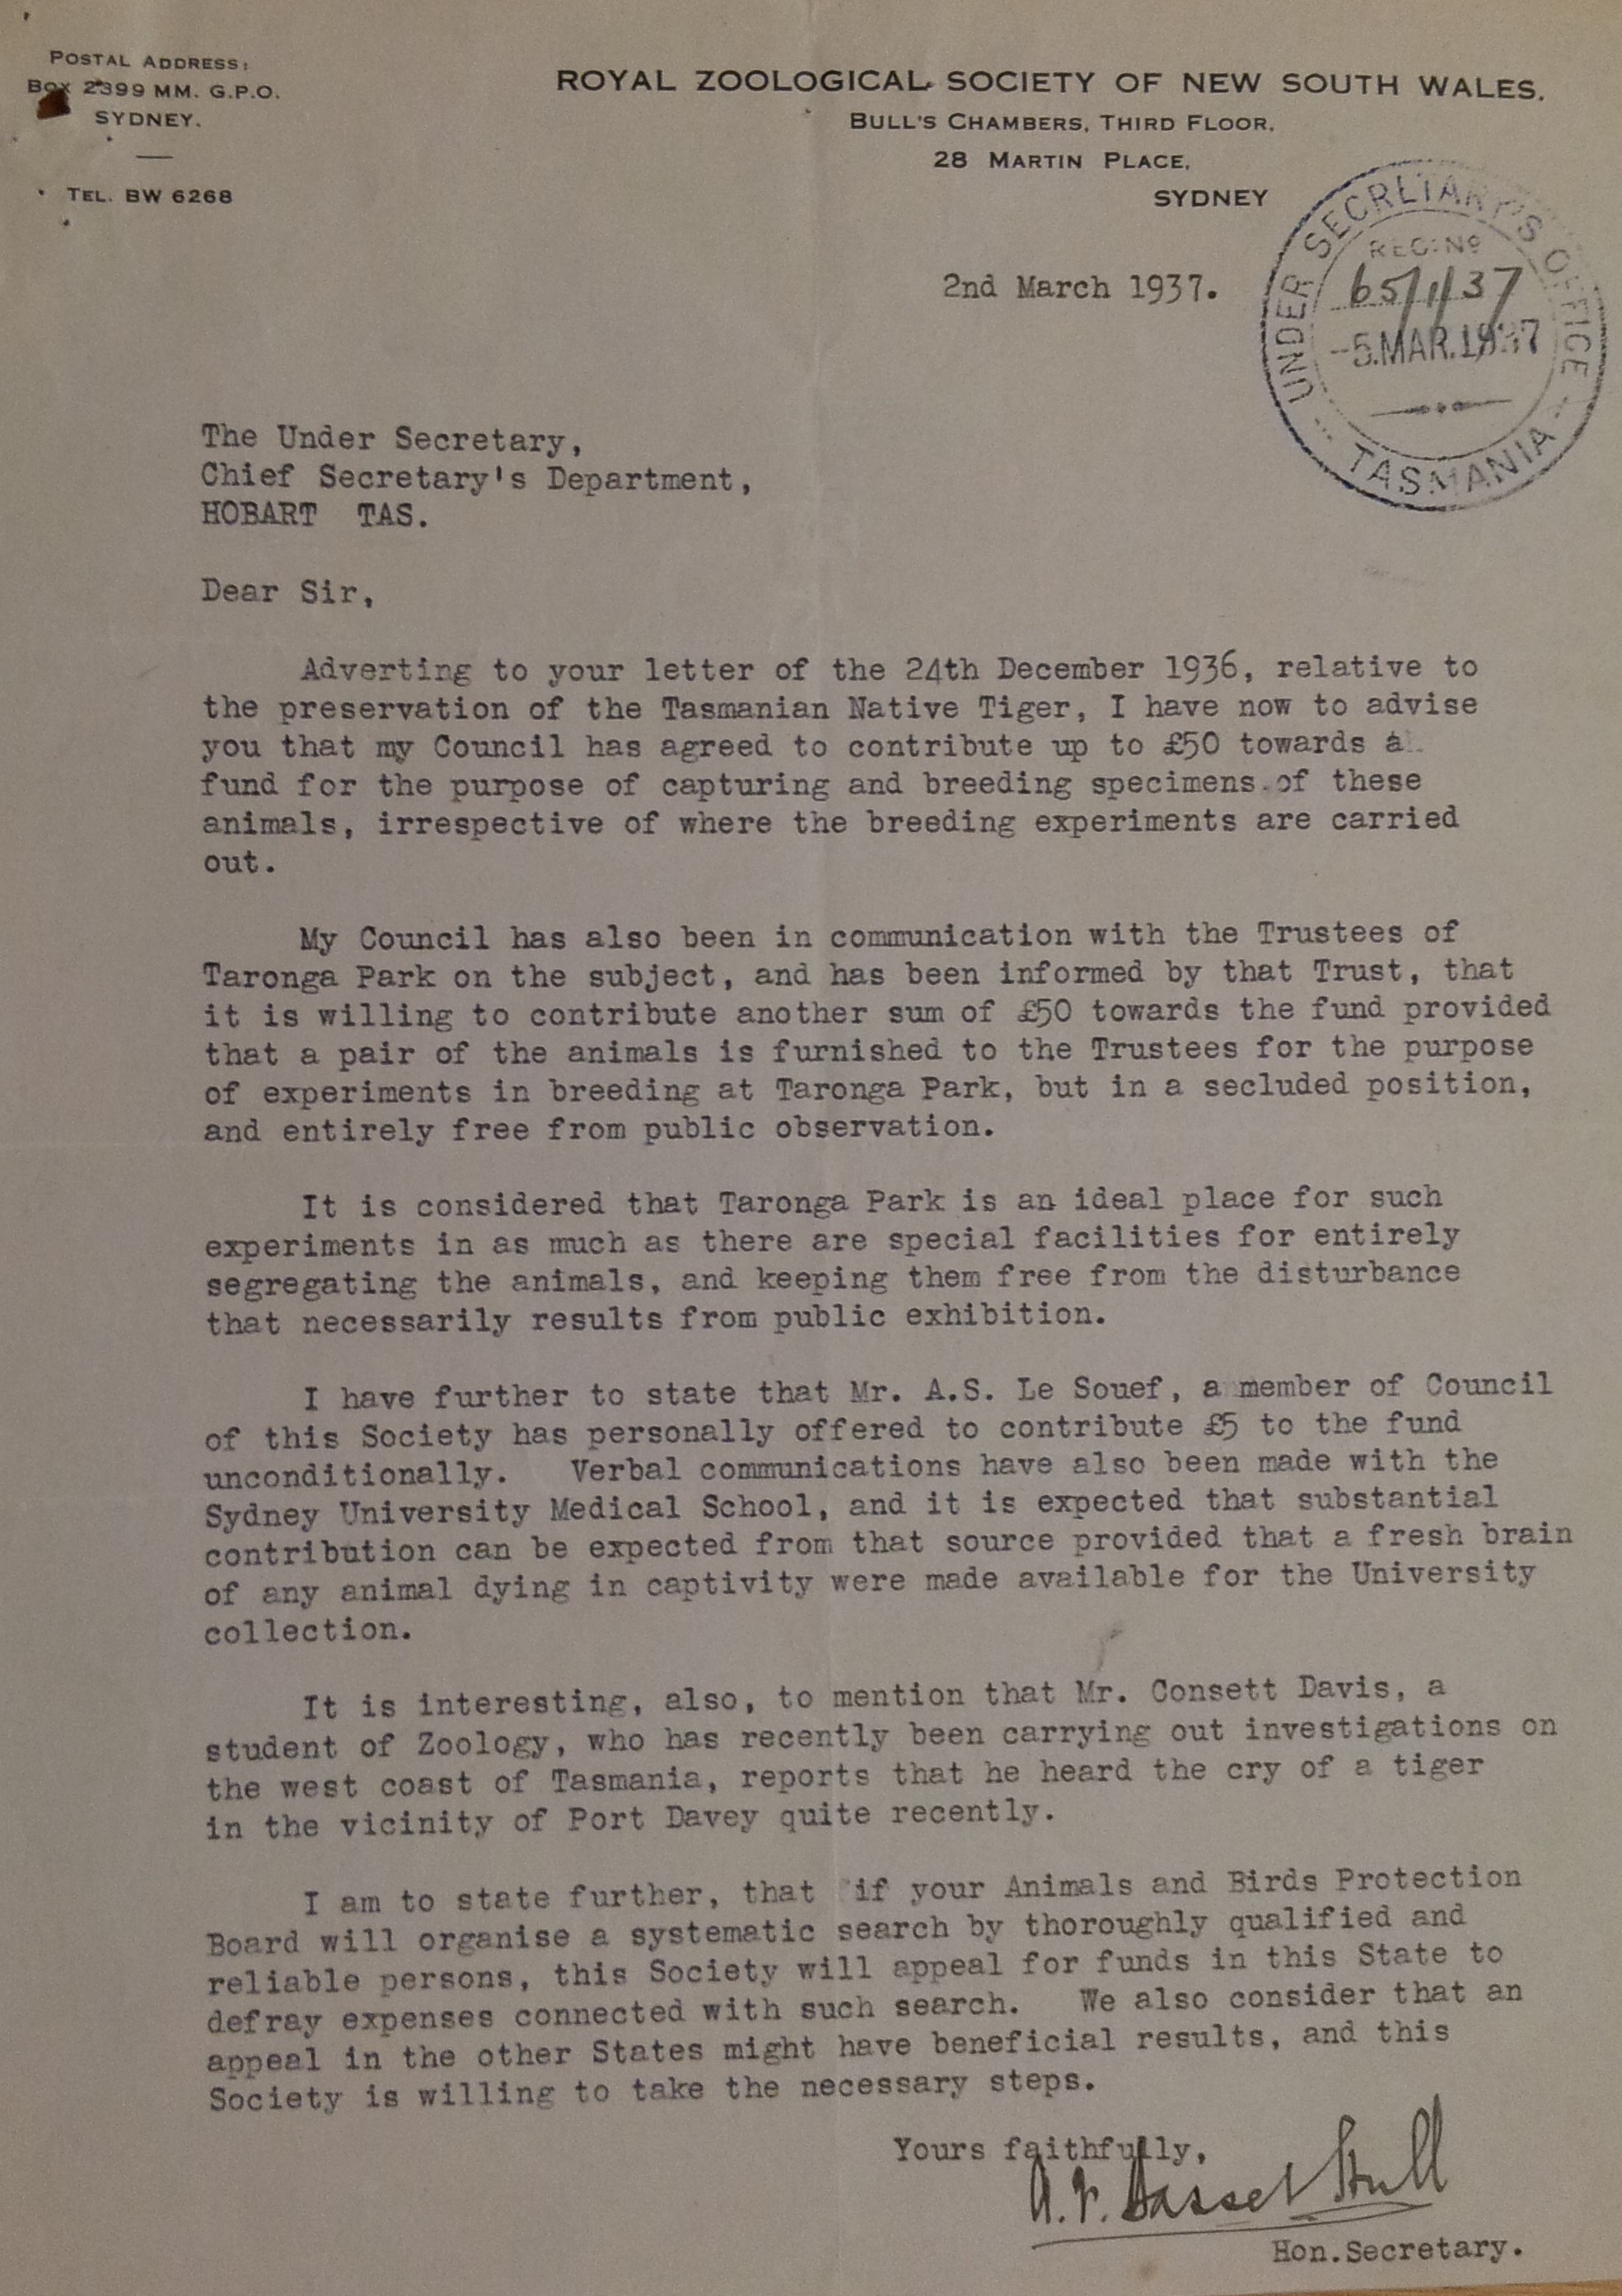 POSTAL ADDRESS:
BOX 2399 MM. G.P.O.
SYDNEY.
TEL. BW 6268
ROYAL ZOOLOGICAL SOCIETY OF NEW SOUTH WALES.
BULL'S CHAMBERS, THIRD FLOOR,
28 MARTIN PLACE,
SYDNEY
UNDER SECRETARY'S OFFICE
REG. No
65/1/37
-5.MAR.1937
TASMANIA
2nd March 1937.
The Under Secretary,
Chief Secretary's Department,
HOBART TAS.
Dear Sir,
Adverting to your letter of the 24th December 1936, relative to
the preservation of the Tasmanian Native Tiger, I have now to advise
you that my Council has agreed to contribute up to £50 towards a
fund for the purpose of capturing and breeding specimens of these
animals, irrespective of where the breeding experiments are carried
out.
My Council has also been in communication with the Trustees of
Taronga Park on the subject, and has been informed by that Trust, that
it is willing to contribute another sum of £50 towards the fund provided
that a pair of the animals is furnished to the Trustees for the purpose
of experiments in breeding at Taronga Park, but in a secluded position,
and entirely free from public observation.
It is considered that Taronga Park is an ideal place for such
experiments in as much as there are special facilities for entirely
segregating the animals, and keeping them free from the disturbance
that necessarily results from public exhibition.
I have further to state that Mr. A.S. Le Souef, a member of Council
of this Society has personally offered to contribute £5 to the fund
unconditionally. Verbal communications have also been made with the
Sydney University Medical School, and it is expected that substantial
contribution can be expected from that source provided that a fresh brain
of any animal dying in captivity were made available for the University
collection.
It is interesting, also, to mention that Mr. Consett Davis, a
student of Zoology, who has recently been carrying out investigations on
the west coast of Tasmania, reports that he heard the cry of a tiger
in the vicinity of Port Davey quite recently.
I am to state further, that if your Animals and Birds Protection
Board will organise a systematic search by thoroughly qualified and
reliable persons, this Society will appeal for funds in this State to
defray expenses connected with such search. We also consider that an
appeal in the other States might have beneficial results, and this
Society is willing to take the necessary steps.
Yours faithfully,
A. F. Basset Hull
Hon.Secretary.